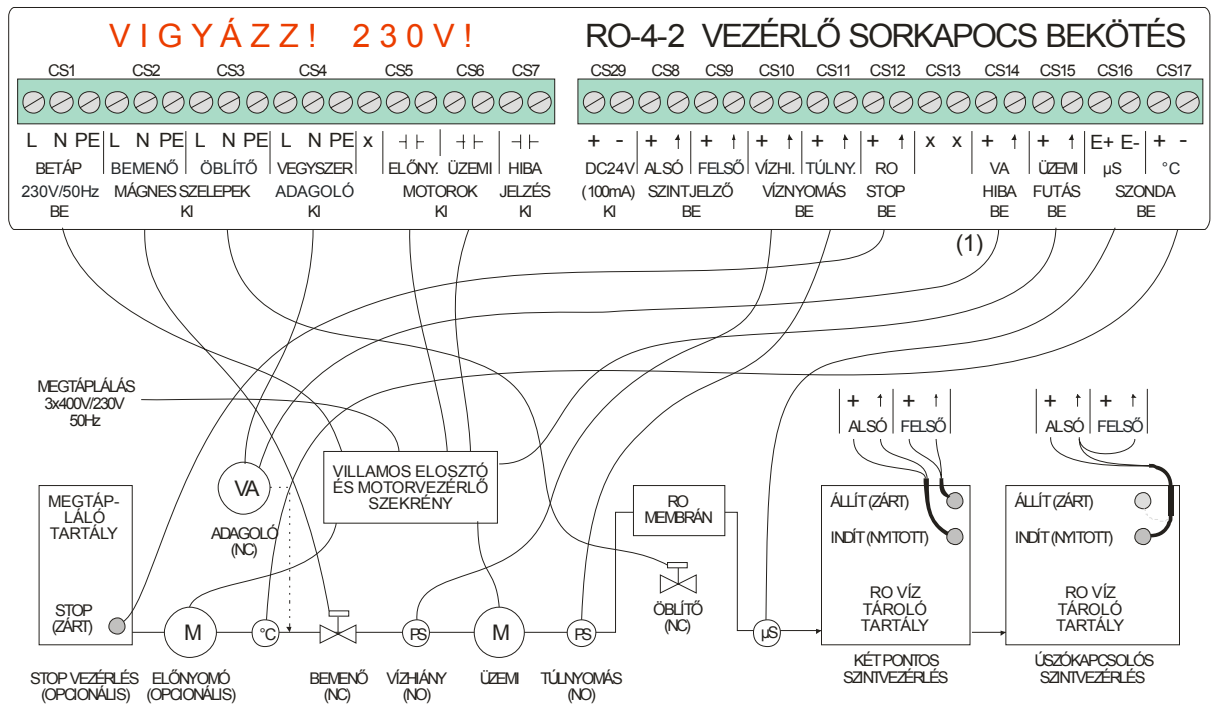 VIGYÁZZ! 230V!
RO-4-2 VEZÉRLŐ SORKAPOCS BEKÖTÉS
CS1 CS2 CS3 CS4 CS5 CS6 CS7
CS29 CS8 CS9 CS10 CS11 CS12 CS13 CS14 CS15 CS16 CS17
L N PE L N PE L N PE L N PE x
+ - + ↑ + ↑ + ↑ + ↑ + ↑ x x + ↑ + ↑ E+ E- + -
BETÁP BEMENŐ ÖBLÍTŐ VEGYSZER ELŐNY. ÜZEMI HIBA
DC24V ALSÓ FELSŐ VÍZHI. TÚLNY. RO VA ÜZEMI µS °C
230V/50Hz MÁGNES SZELEPEK ADAGOLÓ MOTOROK JELZÉS
(100mA) SZINTJELZŐ VÍZNYOMÁS STOP HIBA FUTÁS SZONDA
BE KI KI KI KI
KI BE BE BE BE BE BE
(1)
MEGTÁPLÁLÁS
3x400V/230V
50Hz
+ ↑ + ↑
ALSÓ FELSŐ
+ ↑ + ↑
ALSÓ FELSŐ
MEGTÁP-
LÁLÓ
TARTÁLY
STOP
(ZÁRT)
VA
ADAGOLÓ
(NC)
VILLAMOS ELOSZTÓ
ÉS MOTORVEZÉRLŐ
SZEKRÉNY
RO
MEMBRÁN
ÖBLÍTŐ
(NC)
ÁLLÍT (ZÁRT)
INDÍT (NYITOTT)
RO VÍZ
TÁROLÓ
TARTÁLY
ÁLLÍT (ZÁRT)
INDÍT (NYITOTT)
RO VÍZ
TÁROLÓ
TARTÁLY
M °C PS M PS µS
STOP VEZÉRLÉS
(OPCIONÁLIS)
ELŐNYOMÓ
(OPCIONÁLIS)
BEMENŐ
(NC)
VÍZHIÁNY
(NO)
ÜZEMI
TÚLNYOMÁS
(NO)
KÉT PONTOS
SZINTVEZÉRLÉS
ÚSZÓKAPCSOLÓS
SZINTVEZÉRLÉS